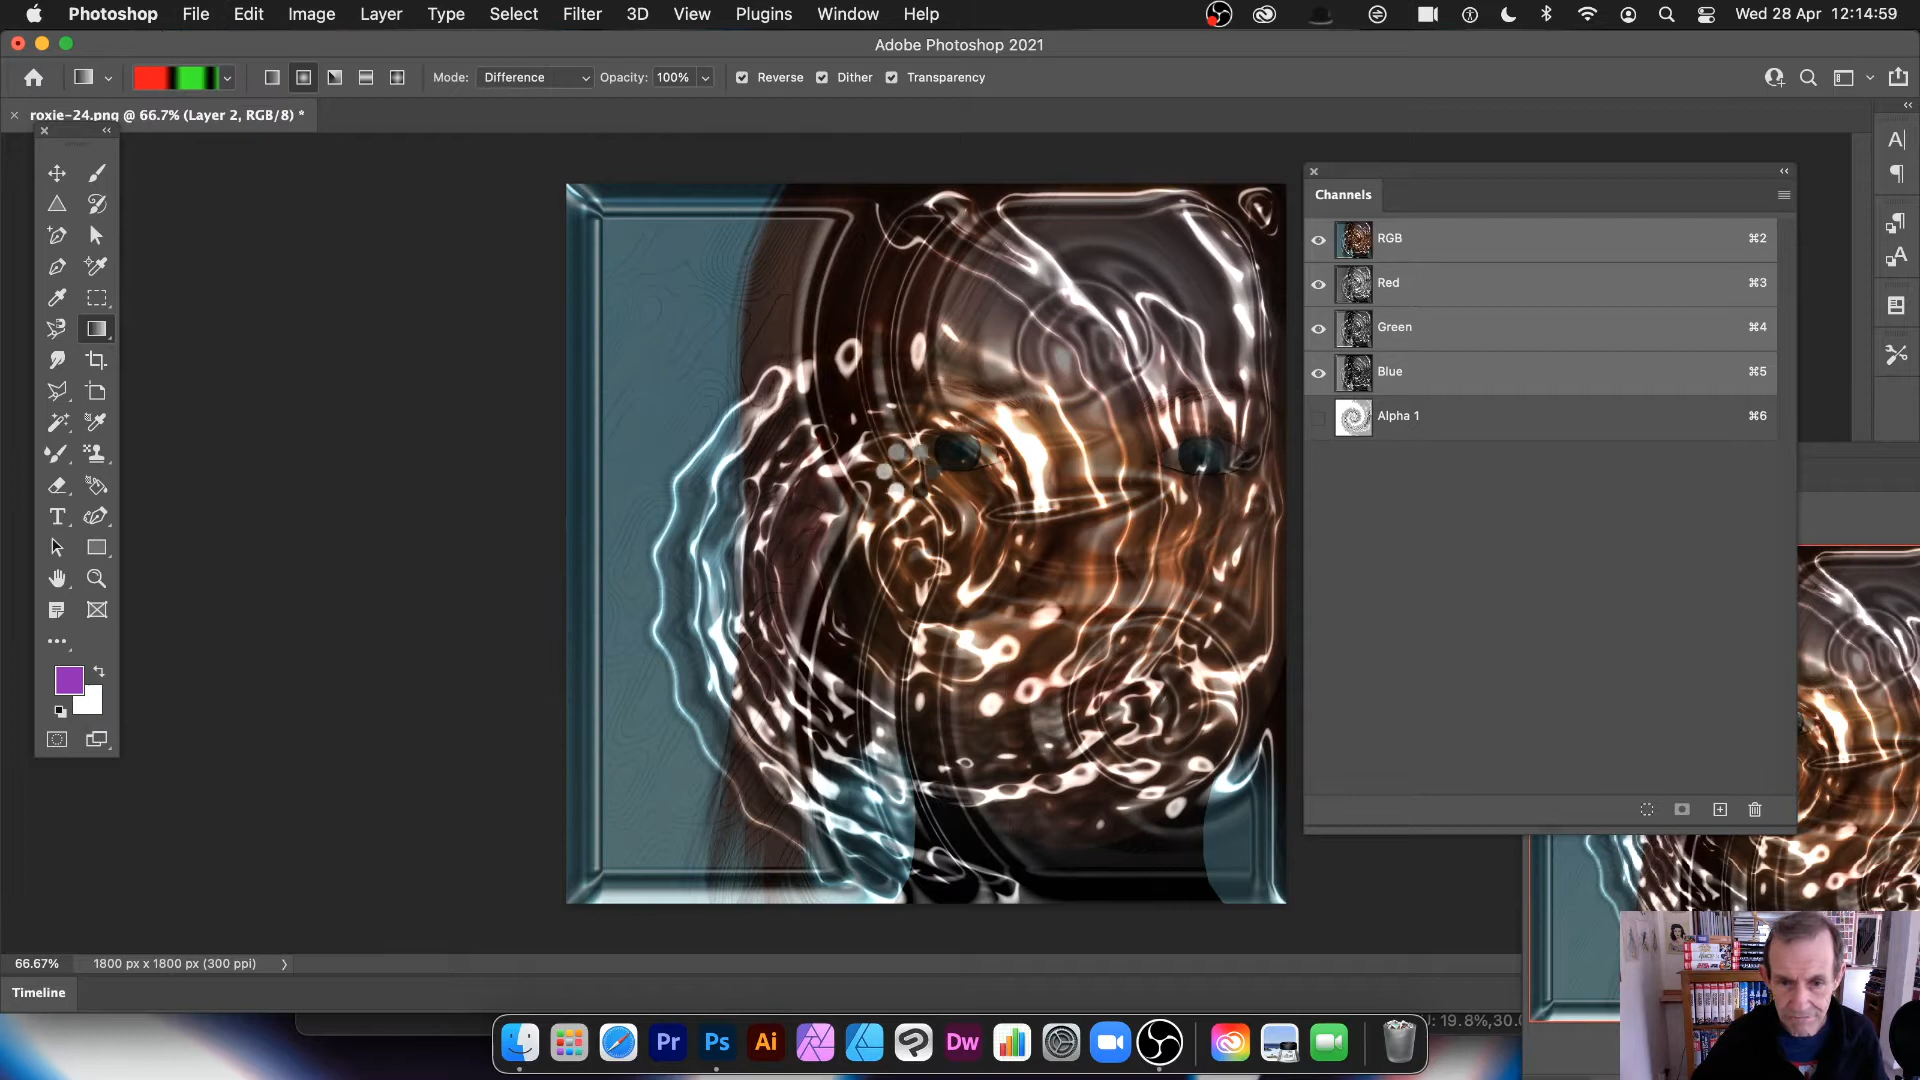 Photoshop File Edit Image Layer Type Select Filter 3D View Plugins Window Help Wed 28 Apr 12:14:59
Adobe Photoshop 2021
Mode: Difference Opacity: 100% Reverse Dither Transparency
roxie-24.png @ 66.7% (Layer 2, RGB/8) *
Channels
RGB ⌘2
Red ⌘3
Green ⌘4
Blue ⌘5
Alpha 1 ⌘6
66.67% 1800 px x 1800 px (300 ppi)
Timeline
Pr Ps Ai Dw